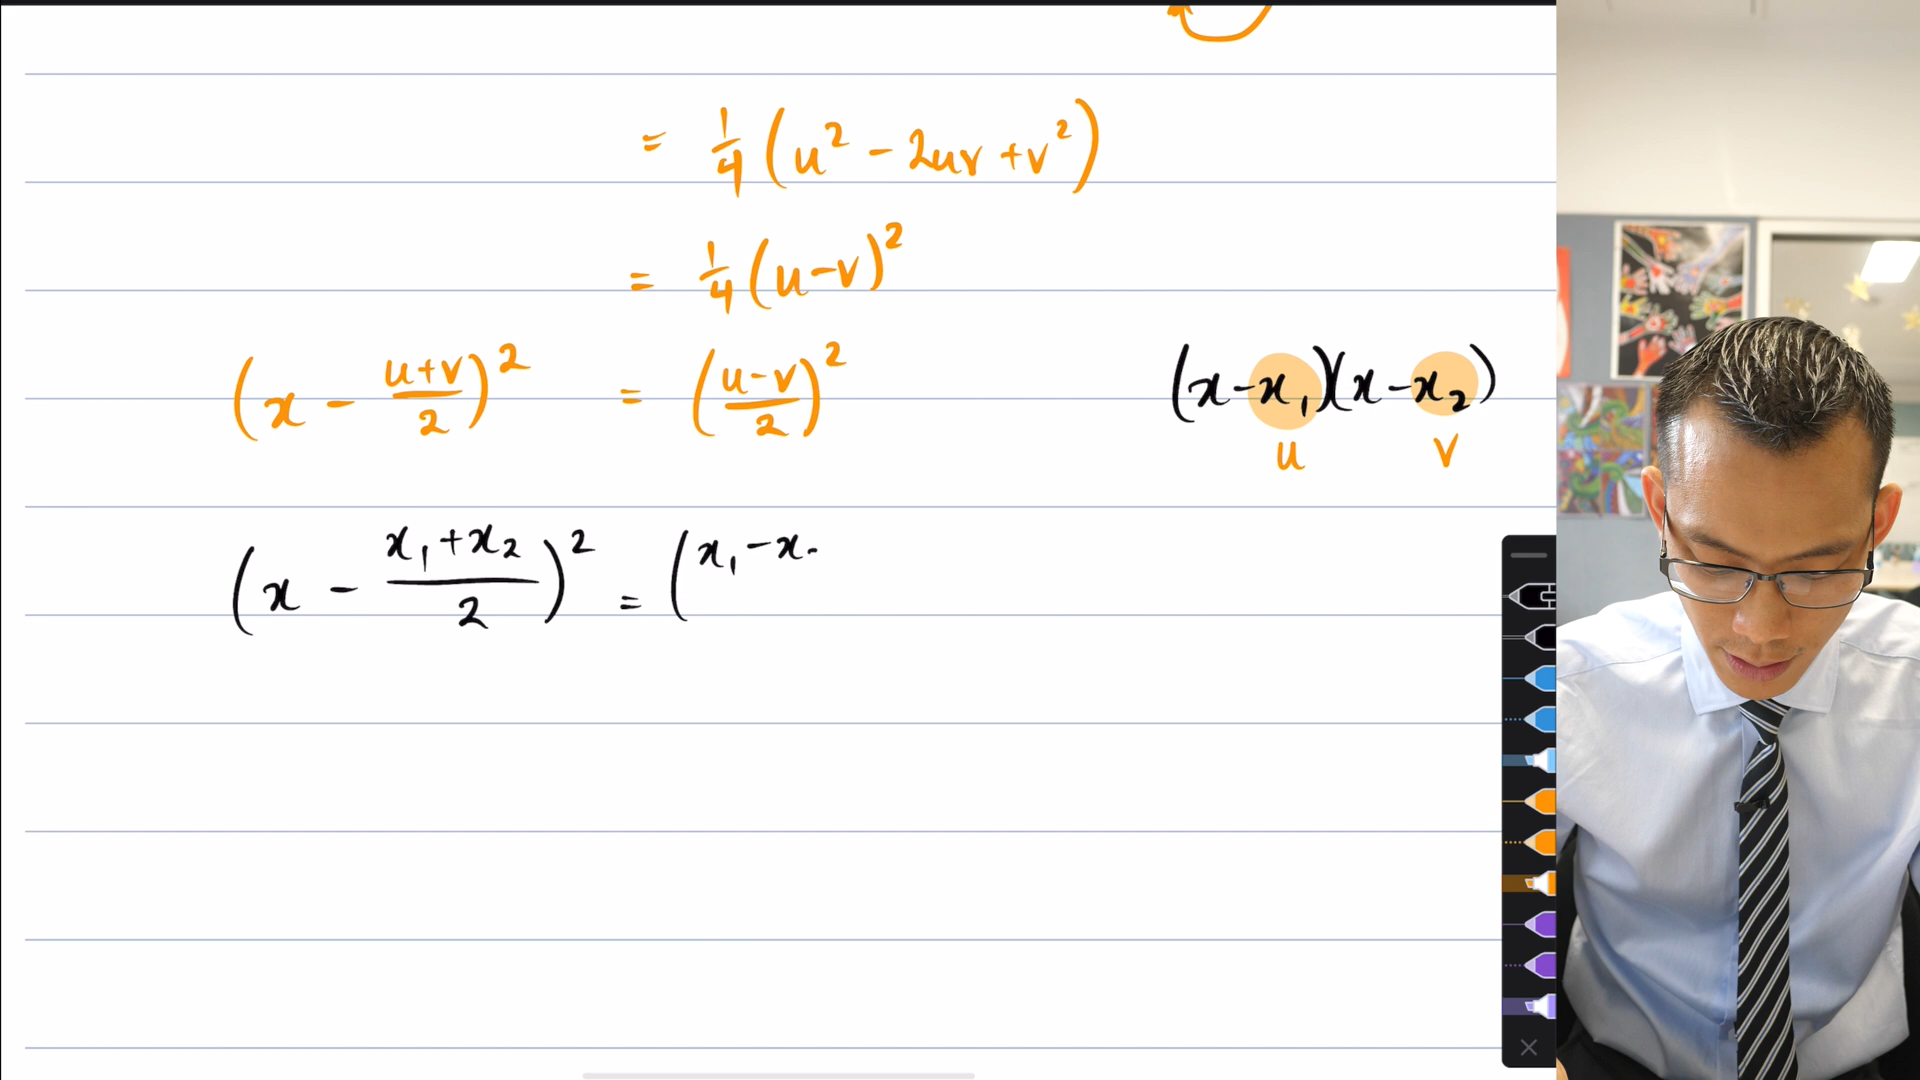 = 1/4 (u² - 2uv + v²)
= 1/4 (u-v)²
(x - (u+v)/2)² = ((u-v)/2)²
(x-x₁)(x-x₂)
u v
(x - (x₁+x₂)/2)² = (x₁-x